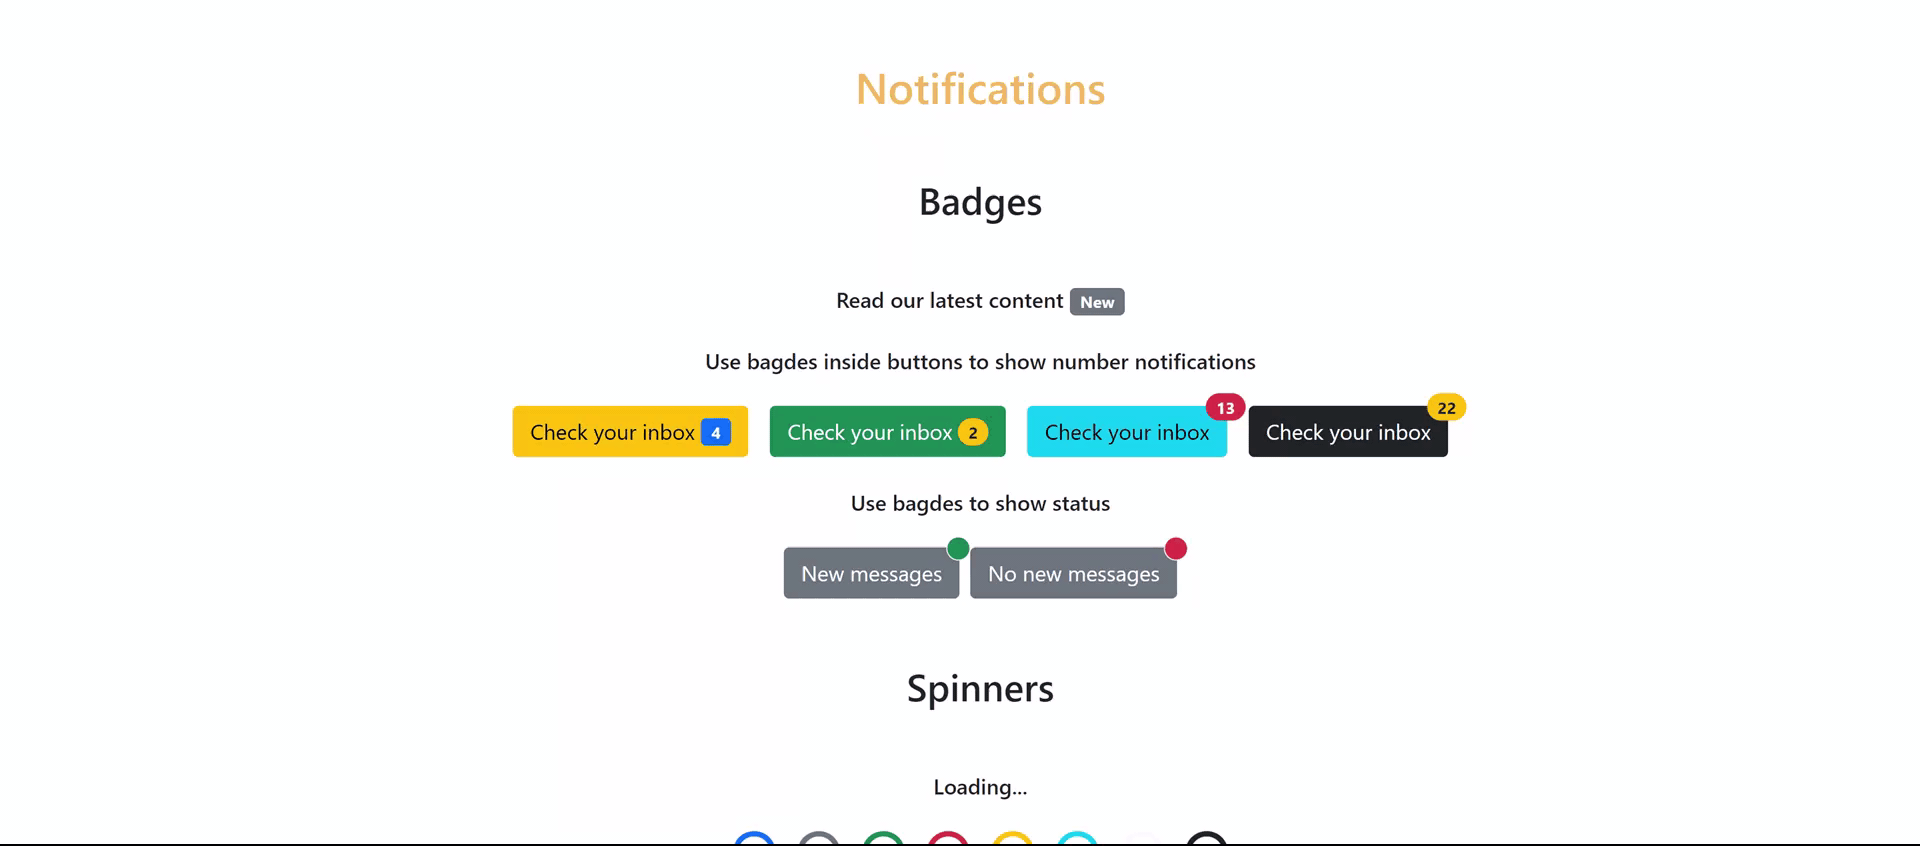 Notifications
Badges
Read our latest content New
Use bagdes inside buttons to show number notifications
Check your inbox 4 Check your inbox 2 Check your inbox 13 Check your inbox 22
Use bagdes to show status
New messages No new messages
Spinners
Loading...